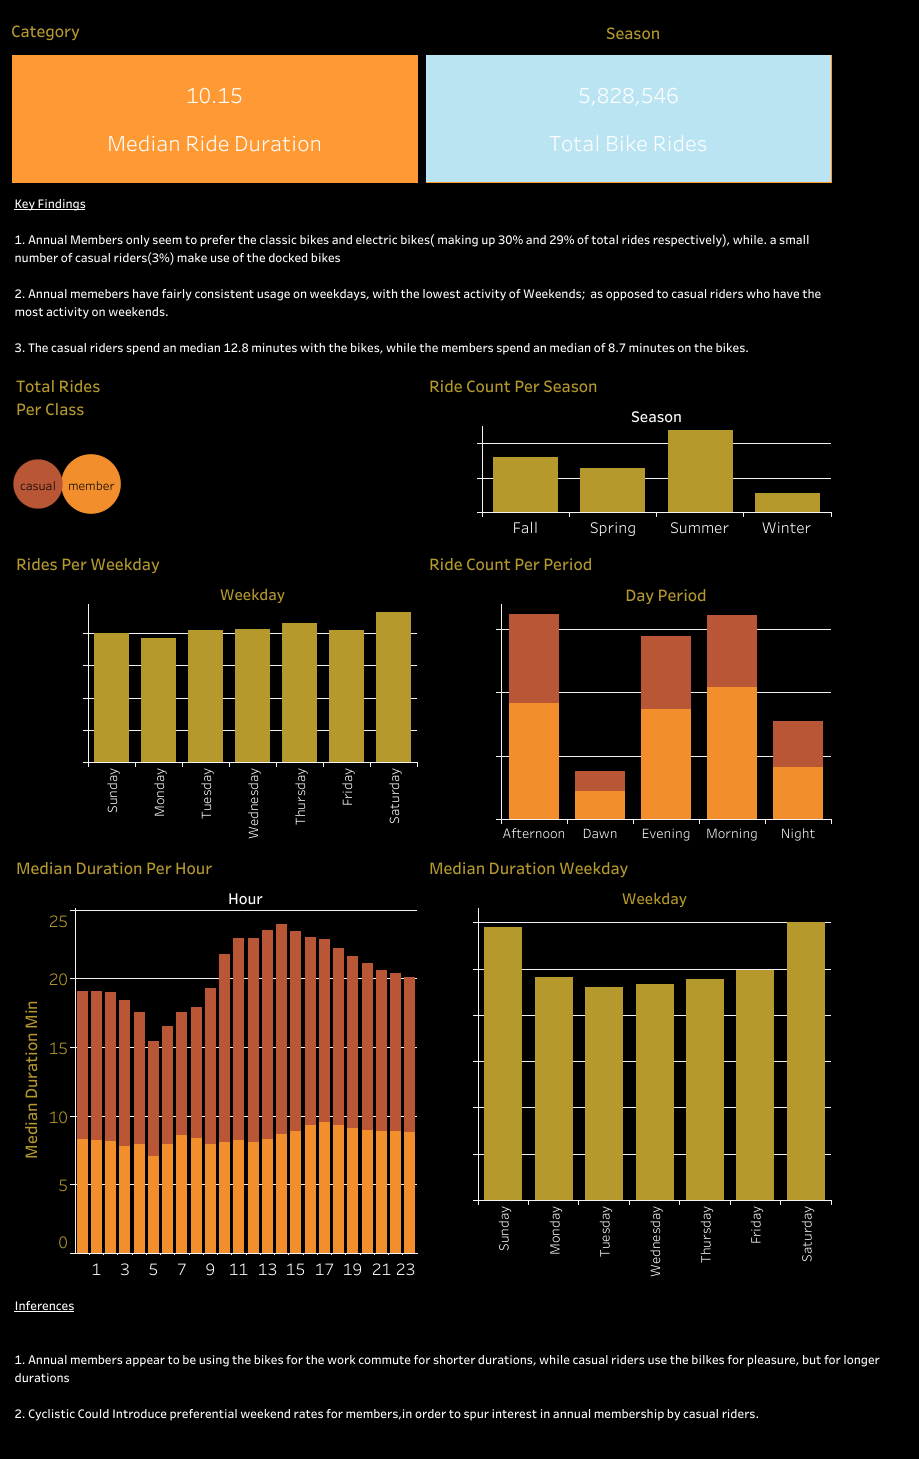 Category
Season
10.15
Median Ride Duration
5,828,546
Total Bike Rides
Key Findings
1. Annual Members only seem to prefer the classic bikes and electric bikes( making up 30% and 29% of total rides respectively), while. a small
number of casual riders(3%) make use of the docked bikes
2. Annual memebers have fairly consistent usage on weekdays, with the lowest activity of Weekends;  as opposed to casual riders who have the
most activity on weekends.
3. The casual riders spend an median 12.8 minutes with the bikes, while the members spend an median of 8.7 minutes on the bikes.
Total Rides
Per Class
casual
member
Ride Count Per Season
Season
Fall
Spring
Summer
Winter
Rides Per Weekday
Weekday
Sunday
Monday
Tuesday
Wednesday
Thursday
Friday
Saturday
Ride Count Per Period
Day Period
Afternoon
Dawn
Evening
Morning
Night
Median Duration Per Hour
Hour
Median Duration Min
25
20
15
10
5
0
1 3 5 7 9 11 13 15 17 19 21 23
Median Duration Weekday
Weekday
Sunday
Monday
Tuesday
Wednesday
Thursday
Friday
Saturday
Inferences
1. Annual members appear to be using the bikes for the work commute for shorter durations, while casual riders use the bilkes for pleasure, but for longer
durations
2. Cyclistic Could Introduce preferential weekend rates for members,in order to spur interest in annual membership by casual riders.